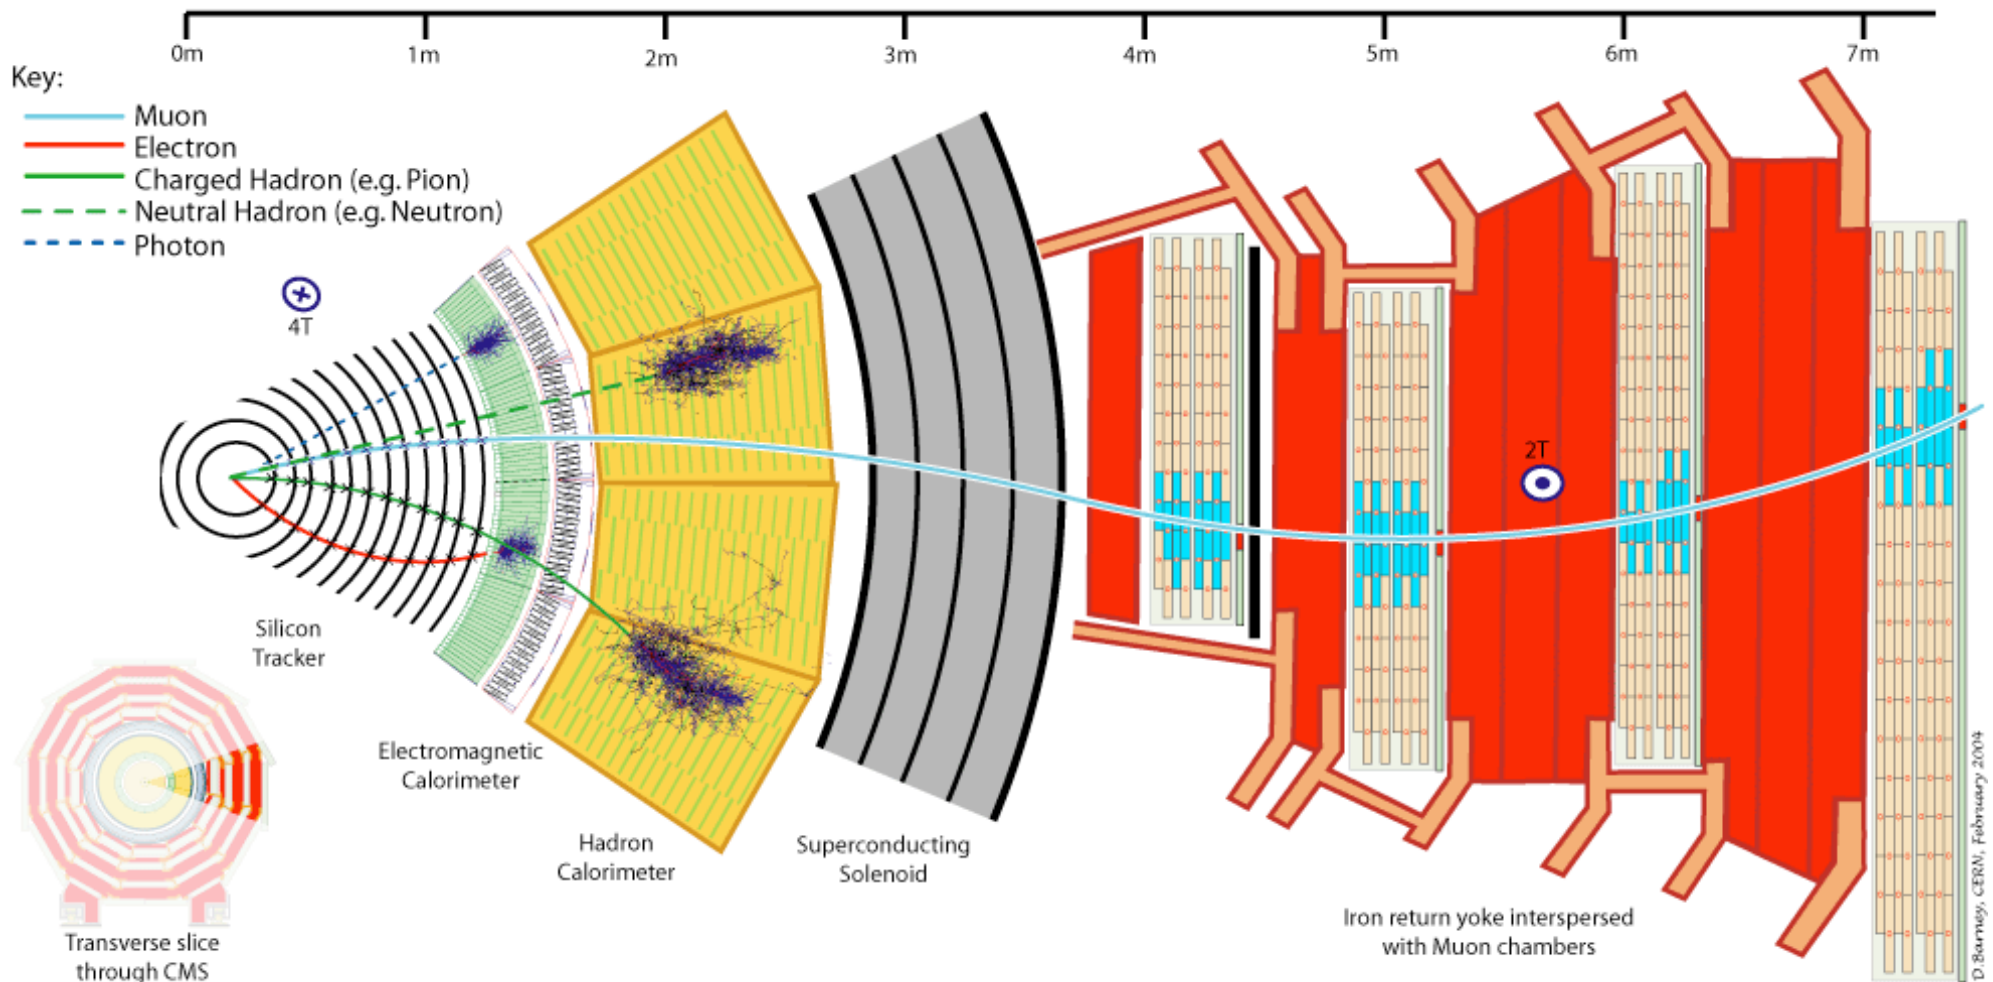 0m 1m 2m 3m 4m 5m 6m 7m
Key:
Muon
Electron
Charged Hadron (e.g. Pion)
Neutral Hadron (e.g. Neutron)
Photon
4T
2T
Silicon
Tracker
Electromagnetic
Calorimeter
Hadron
Calorimeter
Superconducting
Solenoid
Iron return yoke interspersed
with Muon chambers
Transverse slice
through CMS
D.Barney, CERN, February 2004